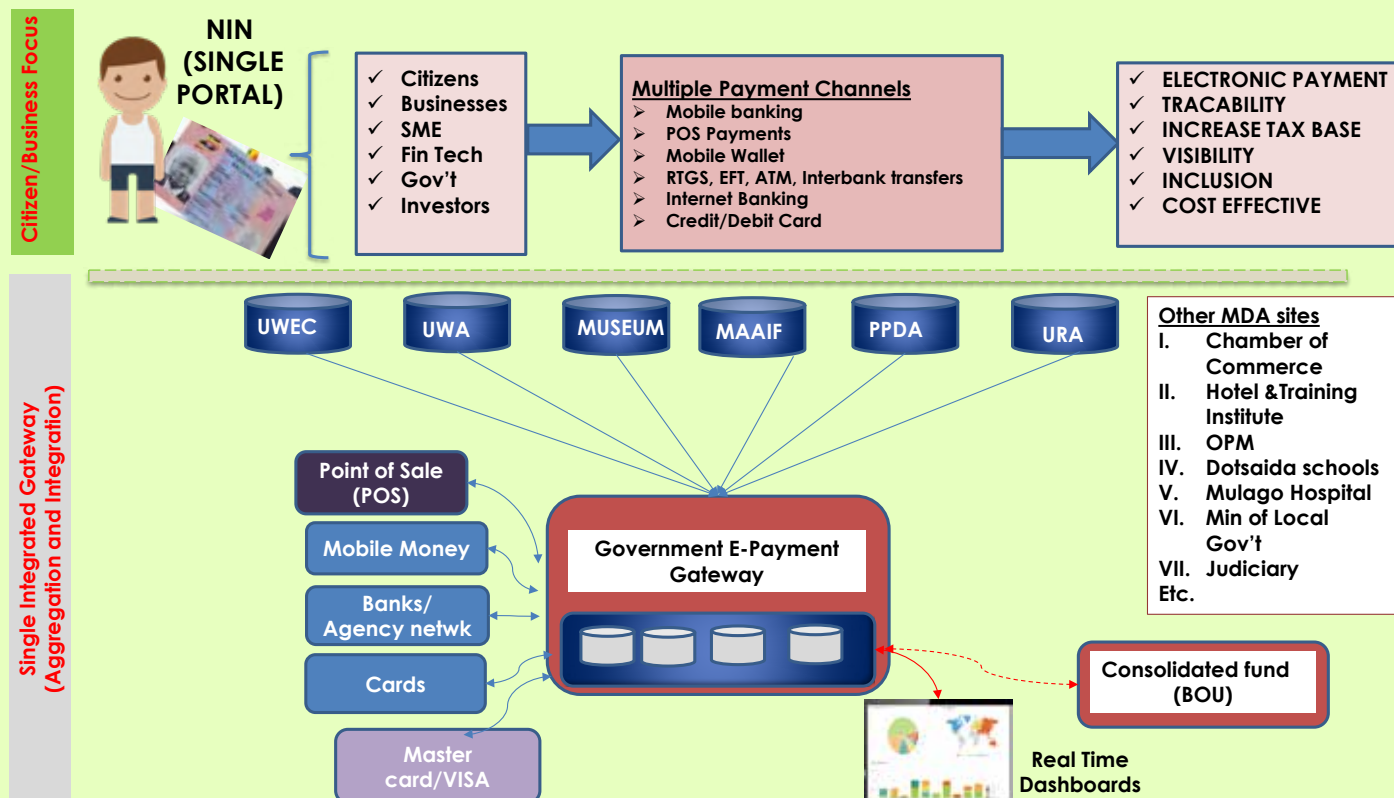 Citizen/Business Focus
NIN
(SINGLE
PORTAL)
✓ Citizens
✓ Businesses
✓ SME
✓ Fin Tech
✓ Gov't
✓ Investors
Multiple Payment Channels
➢ Mobile banking
➢ POS Payments
➢ Mobile Wallet
➢ RTGS, EFT, ATM, Interbank transfers
➢ Internet Banking
➢ Credit/Debit Card
✓ ELECTRONIC PAYMENT
✓ TRACABILITY
✓ INCREASE TAX BASE
✓ VISIBILITY
✓ INCLUSION
✓ COST EFFECTIVE
Single Integrated Gateway
(Aggregation and Integration)
UWEC
UWA
MUSEUM
MAAIF
PPDA
URA
Other MDA sites
I. Chamber of
Commerce
II. Hotel &Training
Institute
III. OPM
IV. Dotsaida schools
V. Mulago Hospital
VI. Min of Local
Gov't
VII. Judiciary
Etc.
Point of Sale
(POS)
Mobile Money
Banks/
Agency netwk
Cards
Master
card/VISA
Government E-Payment
Gateway
Consolidated fund
(BOU)
Real Time
Dashboards